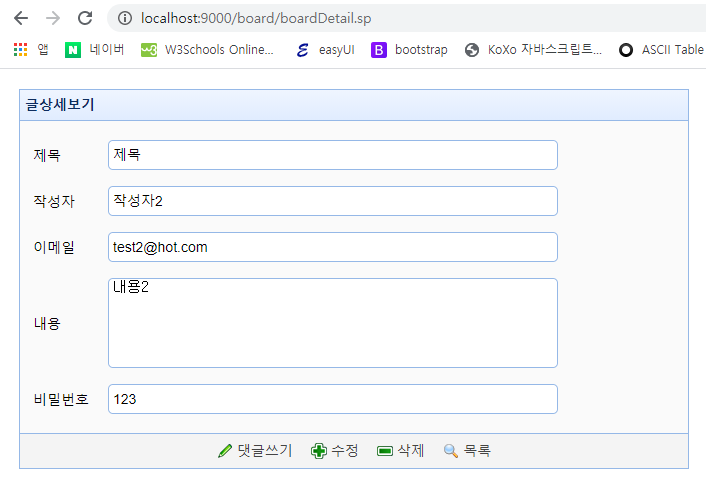 localhost:9000/board/boardDetail.sp
앱 네이버 W3Schools Online... easyUI bootstrap KoXo 자바스크립트... ASCII Table
글상세보기
제목 제목
작성자 작성자2
이메일 test2@hot.com
내용 내용2
비밀번호 123
댓글쓰기 수정 삭제 목록